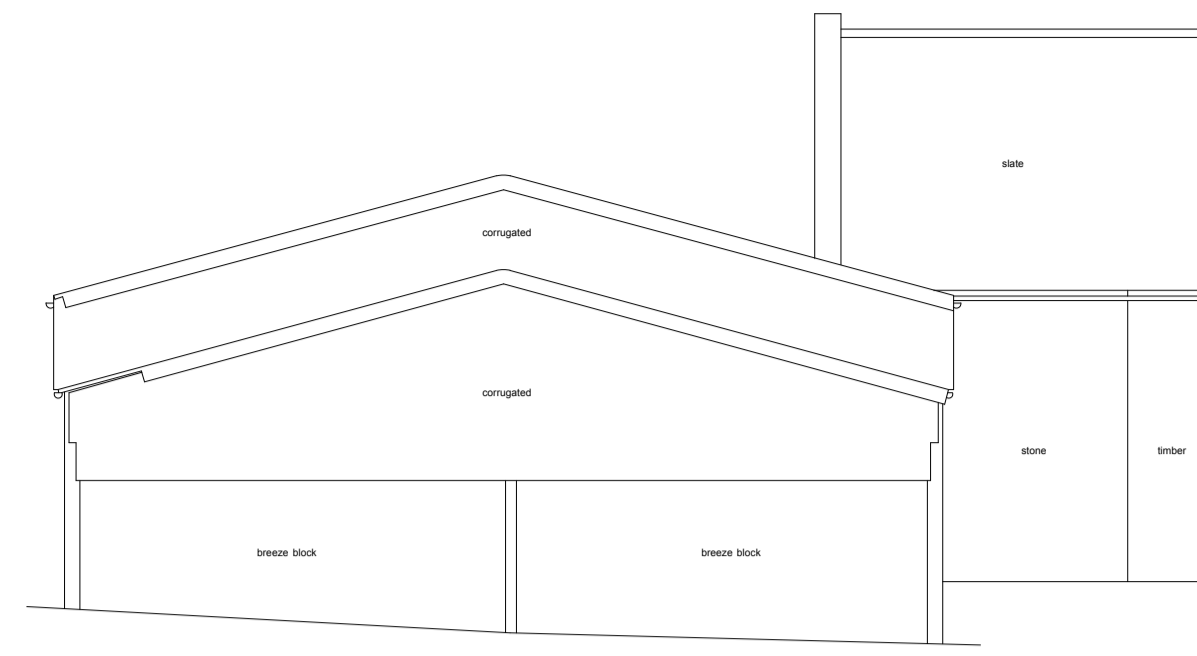 slate
corrugated
corrugated
stone
timber
breeze block
breeze block